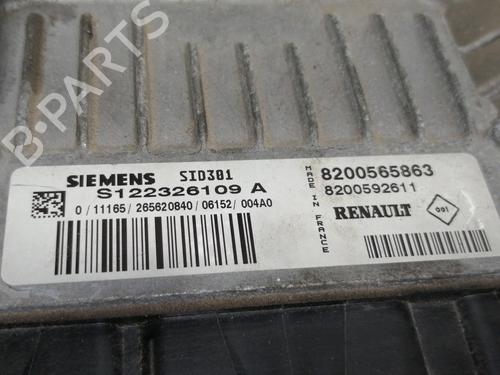 B-PARTS
SIEMENS SID301
S122326109 A
0 / 11165 / 265620840 / 06152 / 004A0
MADE IN FRANCE
8200565863
8200592611
RENAULT
001